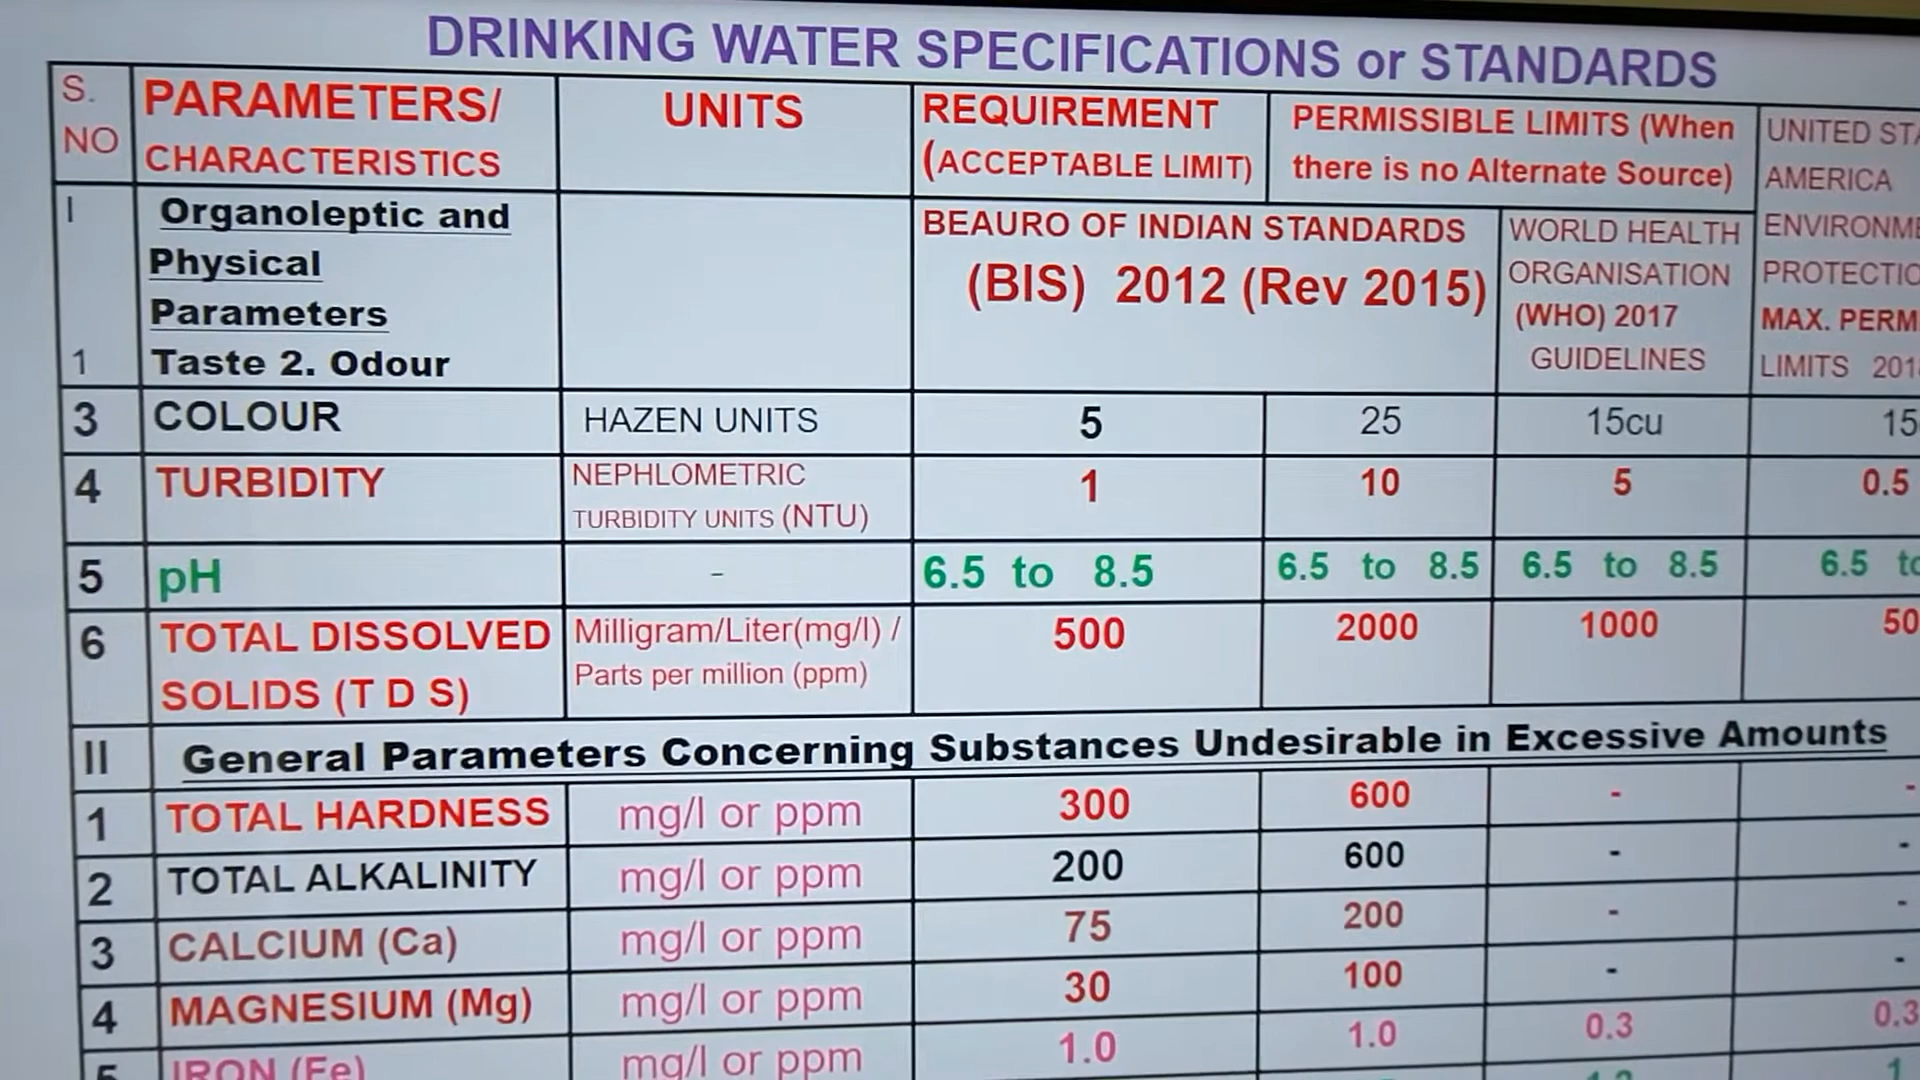 DRINKING WATER SPECIFICATIONS or STANDARDS
S. NO
PARAMETERS/
CHARACTERISTICS
UNITS
REQUIREMENT
(ACCEPTABLE LIMIT)
PERMISSIBLE LIMITS (When
there is no Alternate Source)
UNITED
AMERICA
LIMITS
MAX.
I
Organoleptic and
Physical
Parameters
1 Taste 2. Odour
BEAURO OF INDIAN STANDARDS
(BIS) 2012 (Rev 2015)
WORLD HEALTH
ORGANISATION
(WHO) 2017
GUIDELINES
3 COLOUR HAZEN UNITS 5 25 15cu 15
4 TURBIDITY NEPHLOMETRIC
TURBIDITY UNITS (NTU) 1 10 5 0.5
5 pH - 6.5 to 8.5 6.5 to 8.5 6.5 to 8.5 6.5
6 TOTAL DISSOLVED
SOLIDS (T D S)
Milligram/Liter(mg/l) /
Parts per million (ppm)
500 2000 1000
II General Parameters Concerning Substances Undesirable in Excessive Amounts
1 TOTAL HARDNESS mg/l or ppm 300 600 - -
2 TOTAL ALKALINITY mg/l or ppm 200 600 - -
3 CALCIUM (Ca) mg/l or ppm 75 200 - -
4 MAGNESIUM (Mg) mg/l or ppm 30 100 - -
5 IRON (Fe) mg/l or ppm 1.0 1.0 0.3 0.3